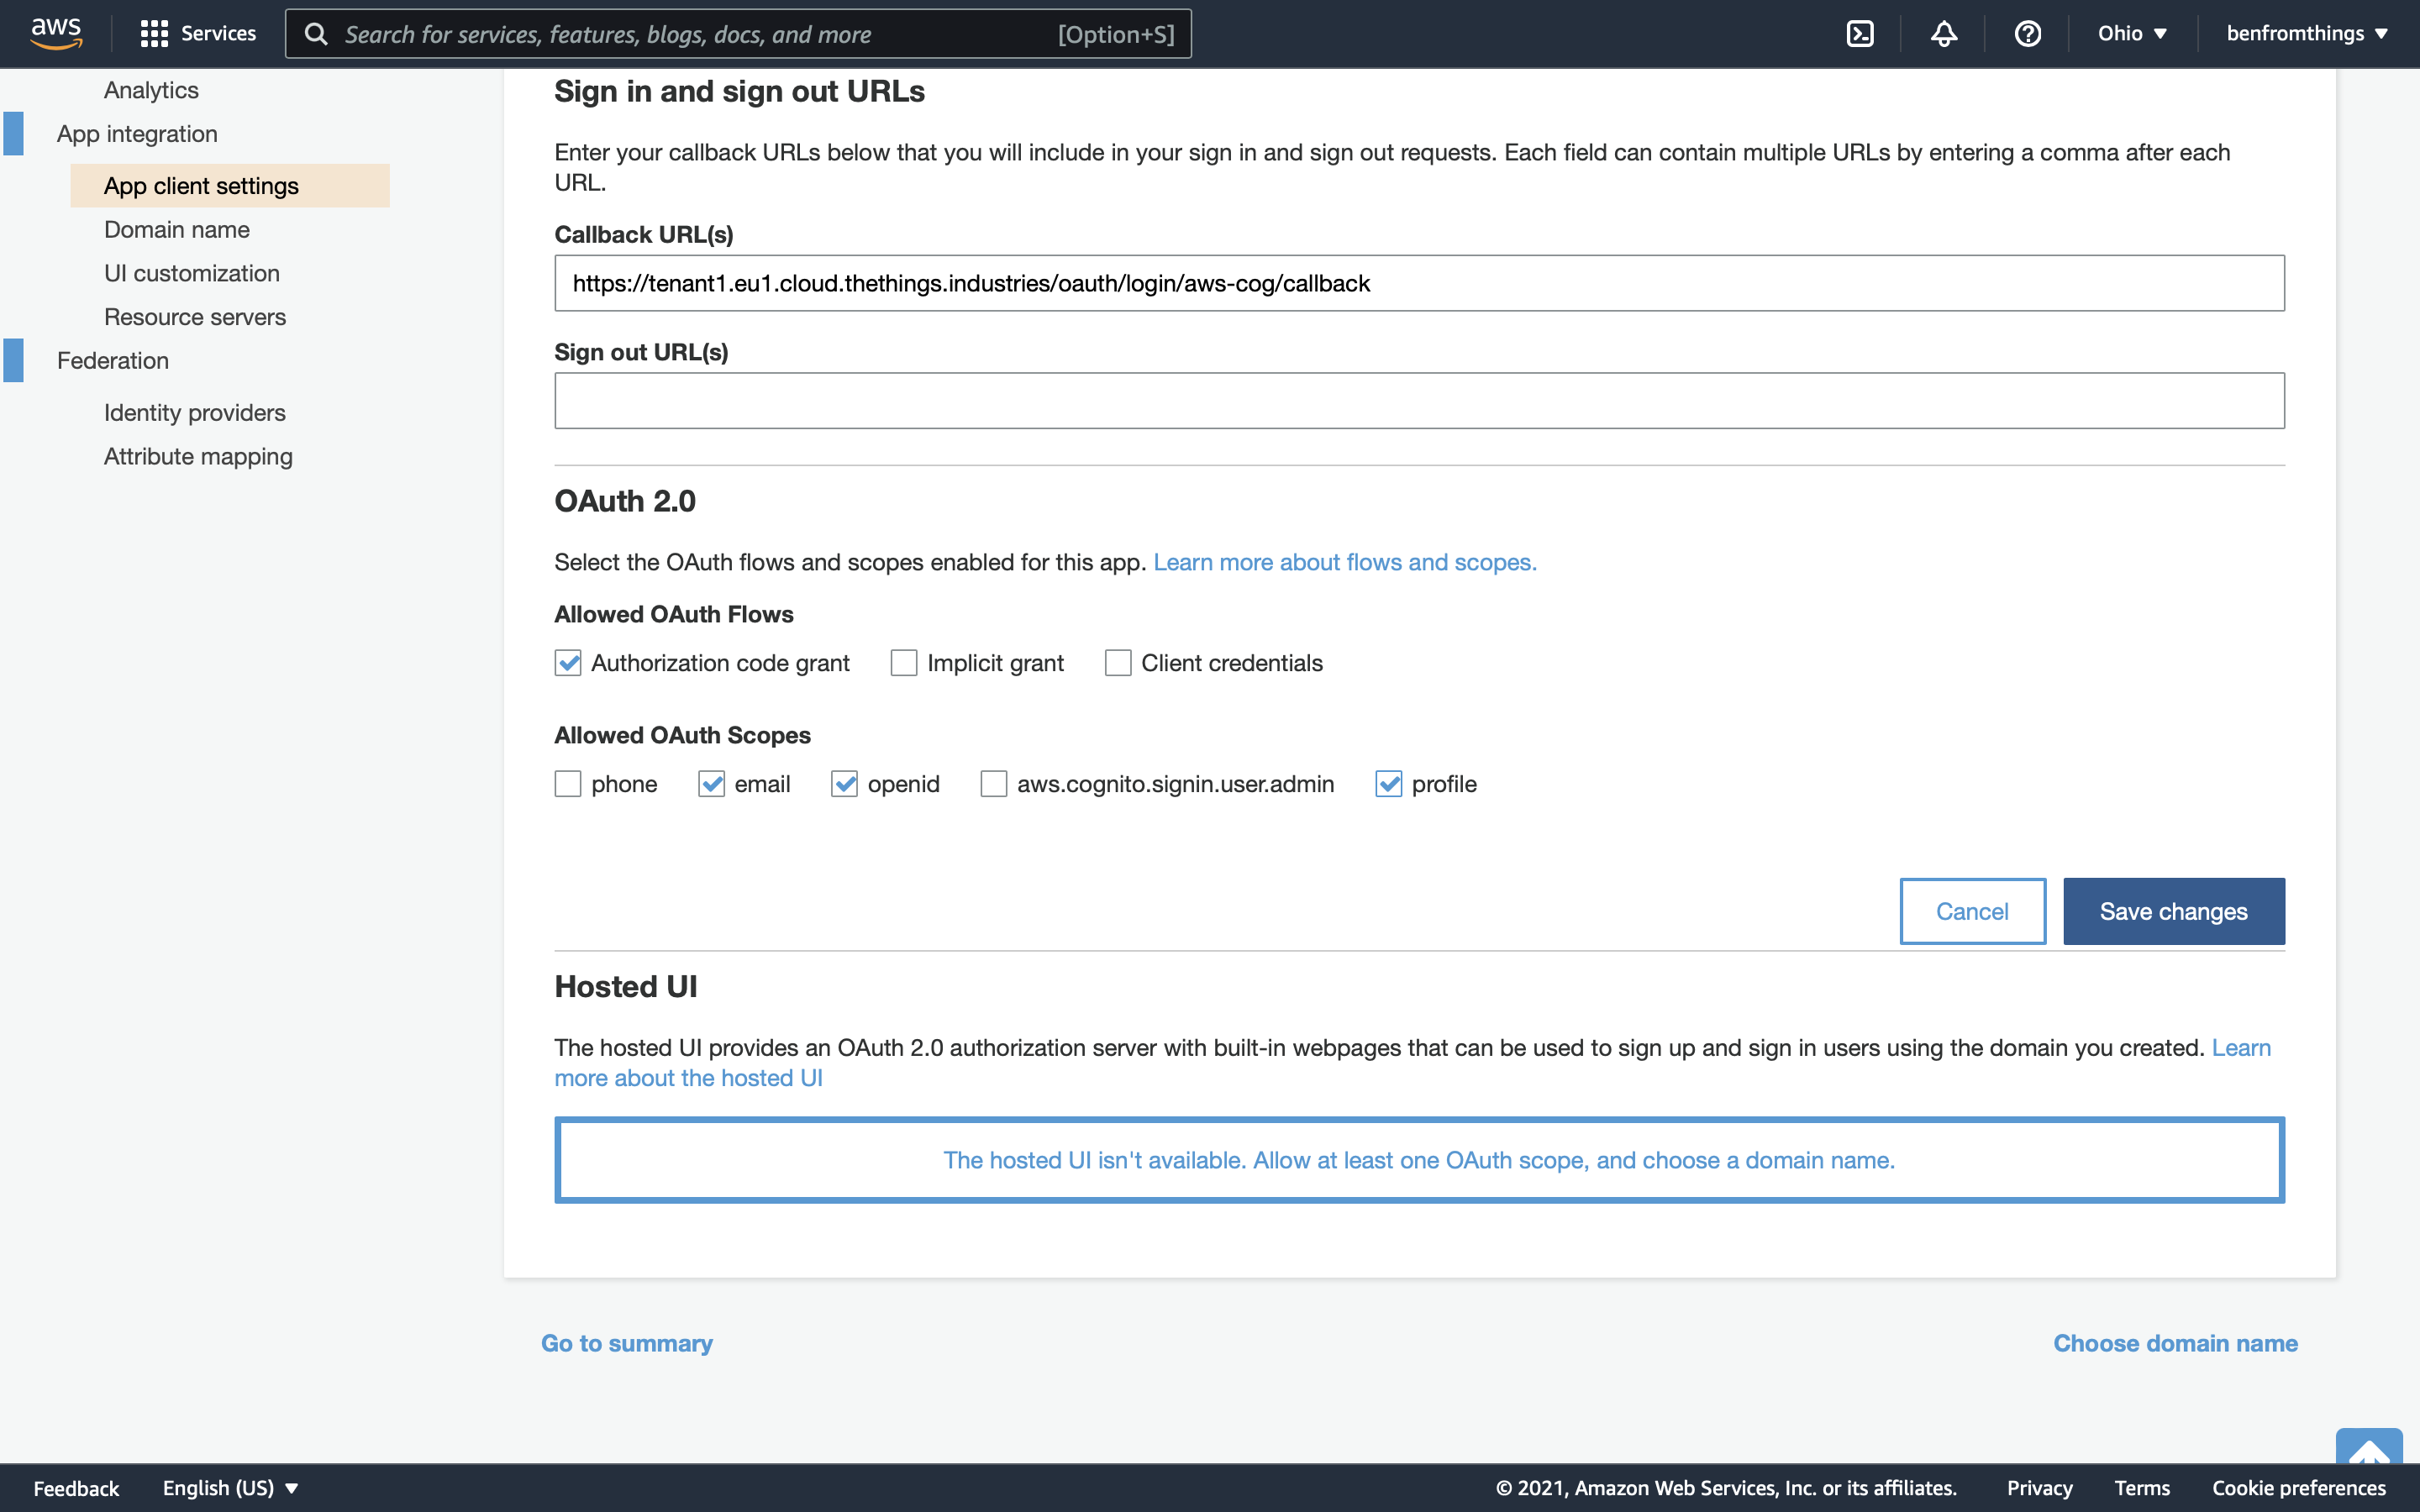 aws
Services
Search for services, features, blogs, docs, and more
[Option+S]
Ohio ▼
benfromthings ▼
Analytics
App integration
App client settings
Domain name
UI customization
Resource servers
Federation
Identity providers
Attribute mapping
Sign in and sign out URLs
Enter your callback URLs below that you will include in your sign in and sign out requests. Each field can contain multiple URLs by entering a comma after each
URL.
Callback URL(s)
https://tenant1.eu1.cloud.thethings.industries/oauth/login/aws-cog/callback
Sign out URL(s)
OAuth 2.0
Select the OAuth flows and scopes enabled for this app. Learn more about flows and scopes.
Allowed OAuth Flows
Authorization code grant Implicit grant Client credentials
Allowed OAuth Scopes
phone email openid aws.cognito.signin.user.admin profile
Cancel Save changes
Hosted UI
The hosted UI provides an OAuth 2.0 authorization server with built-in webpages that can be used to sign up and sign in users using the domain you created. Learn
more about the hosted UI
The hosted UI isn't available. Allow at least one OAuth scope, and choose a domain name.
Go to summary
Choose domain name
Feedback English (US) ▼
© 2021, Amazon Web Services, Inc. or its affiliates. Privacy Terms Cookie preferences